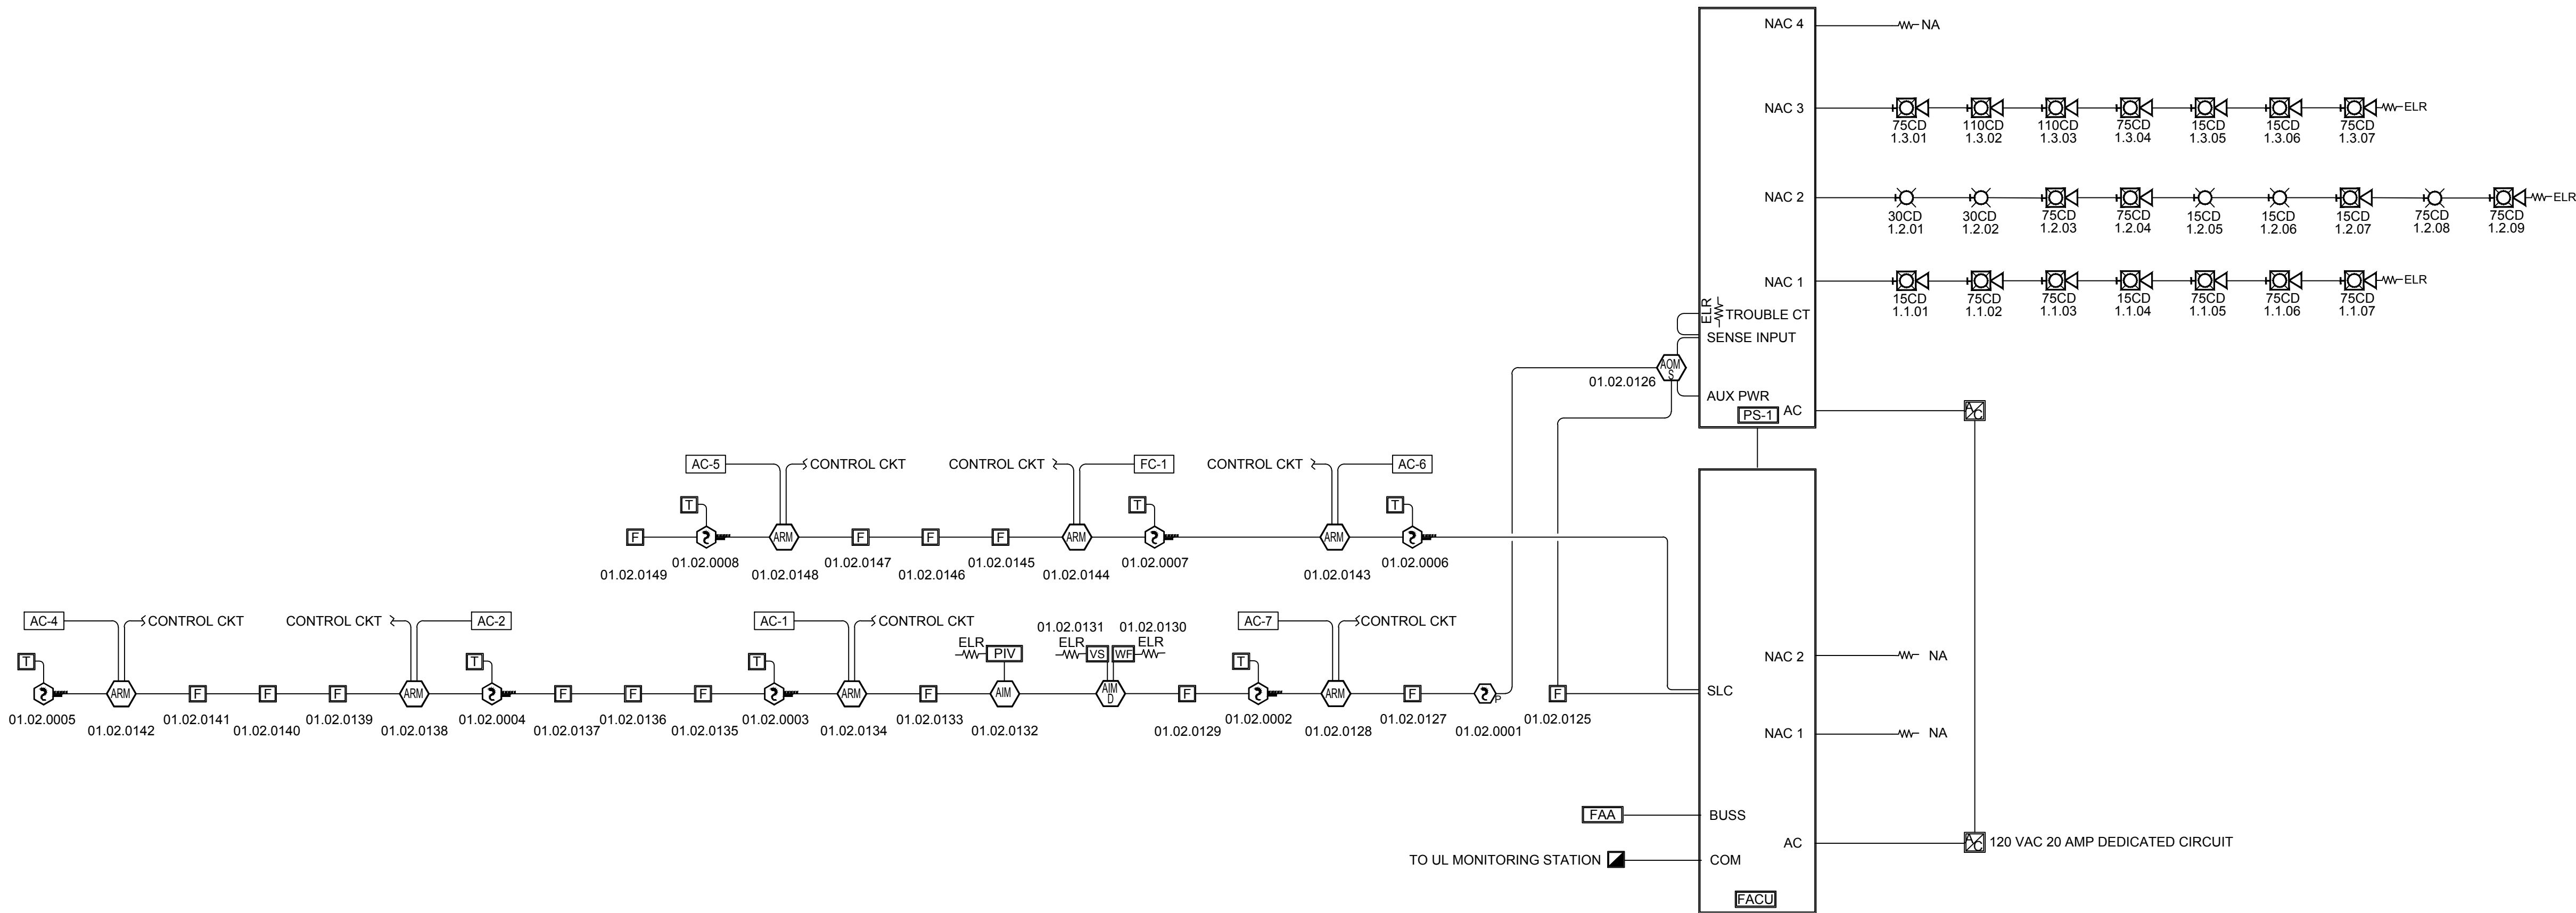 NAC 4
NA
NAC 3
ELR
75CD 110CD 110CD 75CD 15CD 15CD 75CD
1.3.01 1.3.02 1.3.03 1.3.04 1.3.05 1.3.06 1.3.07
NAC 2
ELR
30CD 30CD 75CD 75CD 15CD 15CD 15CD 75CD 75CD
1.2.01 1.2.02 1.2.03 1.2.04 1.2.05 1.2.06 1.2.07 1.2.08 1.2.09
NAC 1
ELR
15CD 75CD 75CD 15CD 75CD 75CD 75CD
1.1.01 1.1.02 1.1.03 1.1.04 1.1.05 1.1.06 1.1.07
ELR
TROUBLE CT
SENSE INPUT
AOM
S
01.02.0126
AUX PWR
PS-1
AC
A/C
AC-5
CONTROL CKT
CONTROL CKT
FC-1
CONTROL CKT
AC-6
T
T
T
F
ARM
F
F
F
ARM
ARM
01.02.0149
01.02.0008
01.02.0148
01.02.0147
01.02.0146
01.02.0145
01.02.0144
01.02.0007
01.02.0143
01.02.0006
AC-4
CONTROL CKT
CONTROL CKT
AC-2
AC-1
CONTROL CKT
AC-7
CONTROL CKT
01.02.0131
01.02.0130
ELR
PIV
ELR
VS
WF
ELR
T
T
T
T
ARM
F
F
F
ARM
F
F
F
ARM
F
AIM
AIM
D
F
ARM
F
P
F
01.02.0005
01.02.0142
01.02.0141
01.02.0140
01.02.0139
01.02.0138
01.02.0004
01.02.0137
01.02.0136
01.02.0135
01.02.0003
01.02.0134
01.02.0133
01.02.0132
01.02.0129
01.02.0002
01.02.0128
01.02.0127
01.02.0001
01.02.0125
NAC 2
NA
SLC
NAC 1
NA
FAA
BUSS
AC
A/C
120 VAC 20 AMP DEDICATED CIRCUIT
TO UL MONITORING STATION
COM
FACU